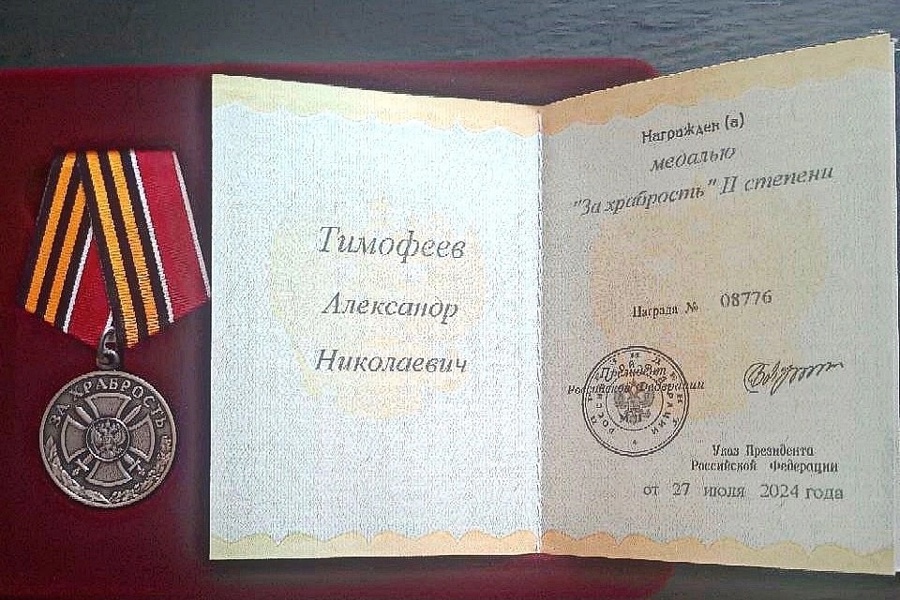 ЗА ХРАБРОСТЬ
Тимофеев
Александр
Николаевич
Награжден (а)
медалью
"За храбрость" II степени
Награда № 08776
Президент
Российской Федерации
Указ Президента
Российской Федерации
от 27 июля 2024 года